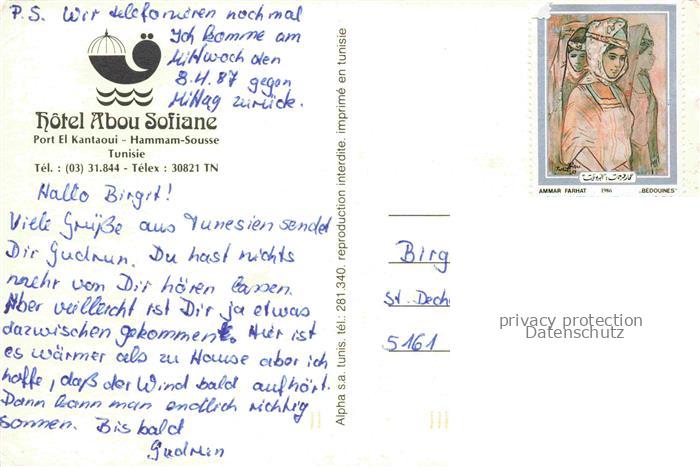 P.S. Wir telefonieren nochmal
Ich komme am
Mittwoch den
8.4.87 gegen
Mittag zurück.
Hôtel Abou Sofiane
Port El Kantaoui - Hammam-Sousse
Tunisie
Tél. : (03) 31.844 - Télex : 30821 TN
Hallo Birgit!
Viele Grüße aus Tunesien sendet
Dir Gudrun. Du hast nichts
mehr von Dir hören lassen.
Aber veilleicht ist Dir ja etwas
dazwischen gekommen. Hier ist
es wärmer als zu Hause aber ich
hoffe, daß der Wind bald aufhört.
Dann kann man endlich richtig
sonnen. Bis bald
Gudrun
Alpha s.a. tunis. tél.: 281.340. reproduction interdite. imprimé en tunisie
AMMAR FARHAT 1986 „BÉDOUINES”
Birg
St. Dech
5161
privacy protection
Datenschutz